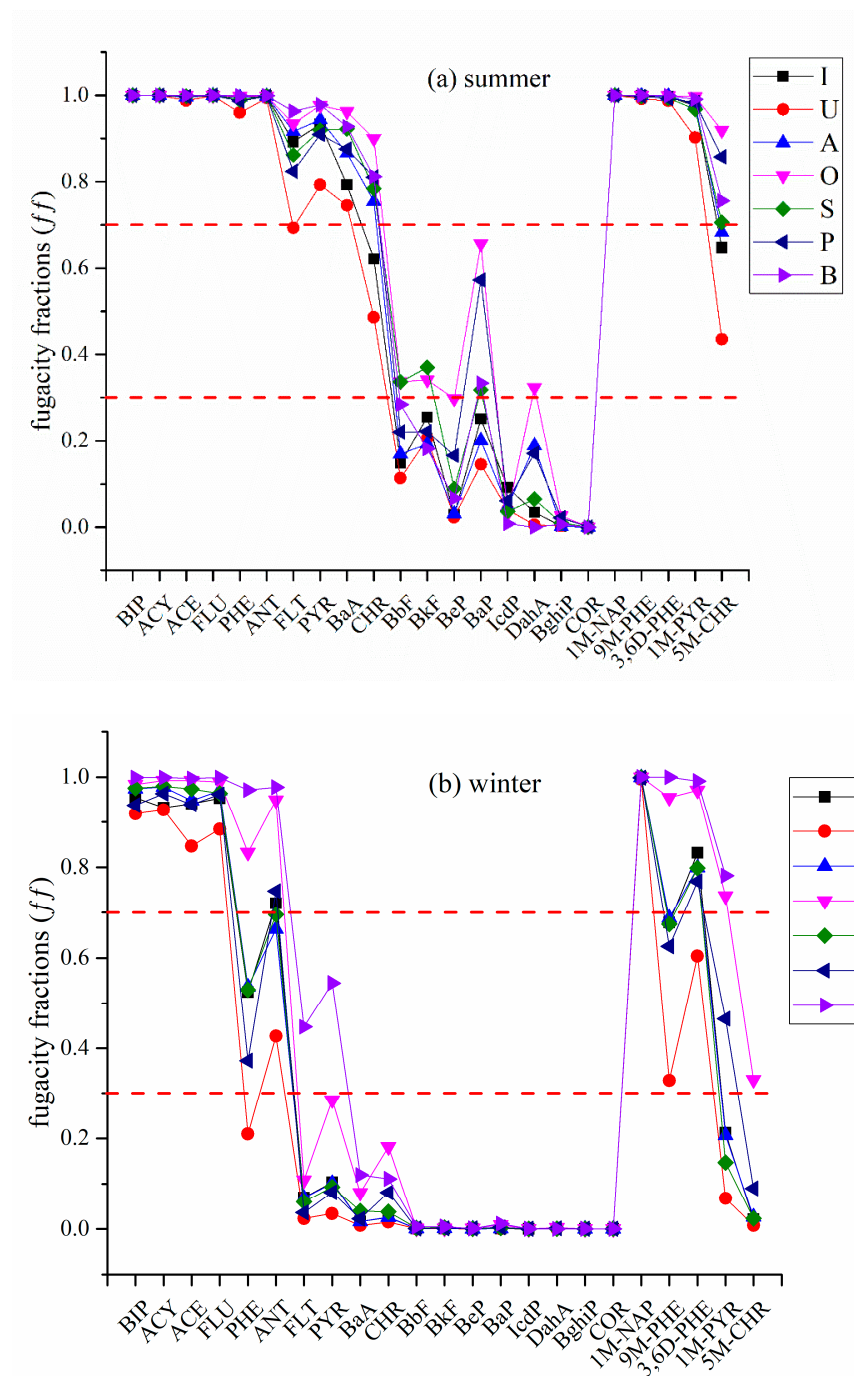 (a) summer
I
U
A
O
S
P
B
fugacity fractions (ff)
1.0
0.8
0.6
0.4
0.2
0.0
BIP
ACY
ACE
FLU
PHE
ANT
FLT
PYR
BaA
CHR
BbF
BkF
BeP
BaP
IcdP
DahA
BghiP
COR
1M-NAP
9M-PHE
3,6D-PHE
1M-PYR
5M-CHR
(b) winter
fugacity fractions (ff)
1.0
0.8
0.6
0.4
0.2
0.0
BIP
ACY
ACE
FLU
PHE
ANT
FLT
PYR
BaA
CHR
BbF
BkF
BeP
BaP
IcdP
DahA
BghiP
COR
1M-NAP
9M-PHE
3,6D-PHE
1M-PYR
5M-CHR